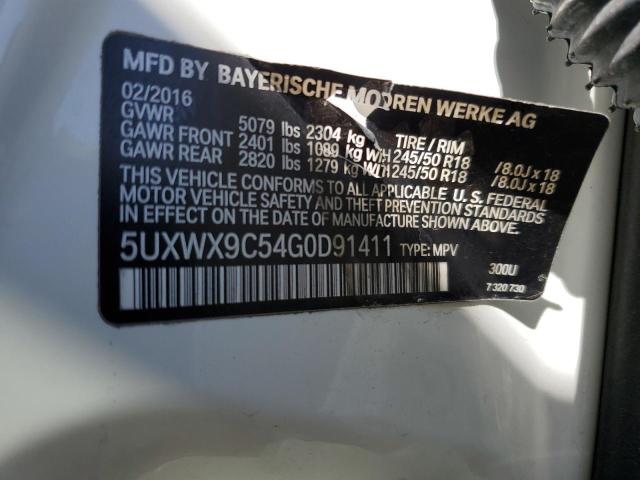 MFD BY BAYERISCHE MOTOREN WERKE AG
02/2016
GVWR 5079 lbs 2304 kg TIRE / RIM
GAWR FRONT 2401 lbs 1089 kg W/H 245/50 R18 /8.0J x 18
GAWR REAR 2820 lbs 1279 kg WITH 245/50 R18 /8.0J x 18
THIS VEHICLE CONFORMS TO ALL APPLICABLE U.S. FEDERAL
MOTOR VEHICLE SAFETY AND THEFT PREVENTION STANDARDS
IN EFFECT ON THE DATE OF MANUFACTURE SHOWN ABOVE.
5UXWX9C54G0D91411 TYPE: MPV
300U
7 320 730